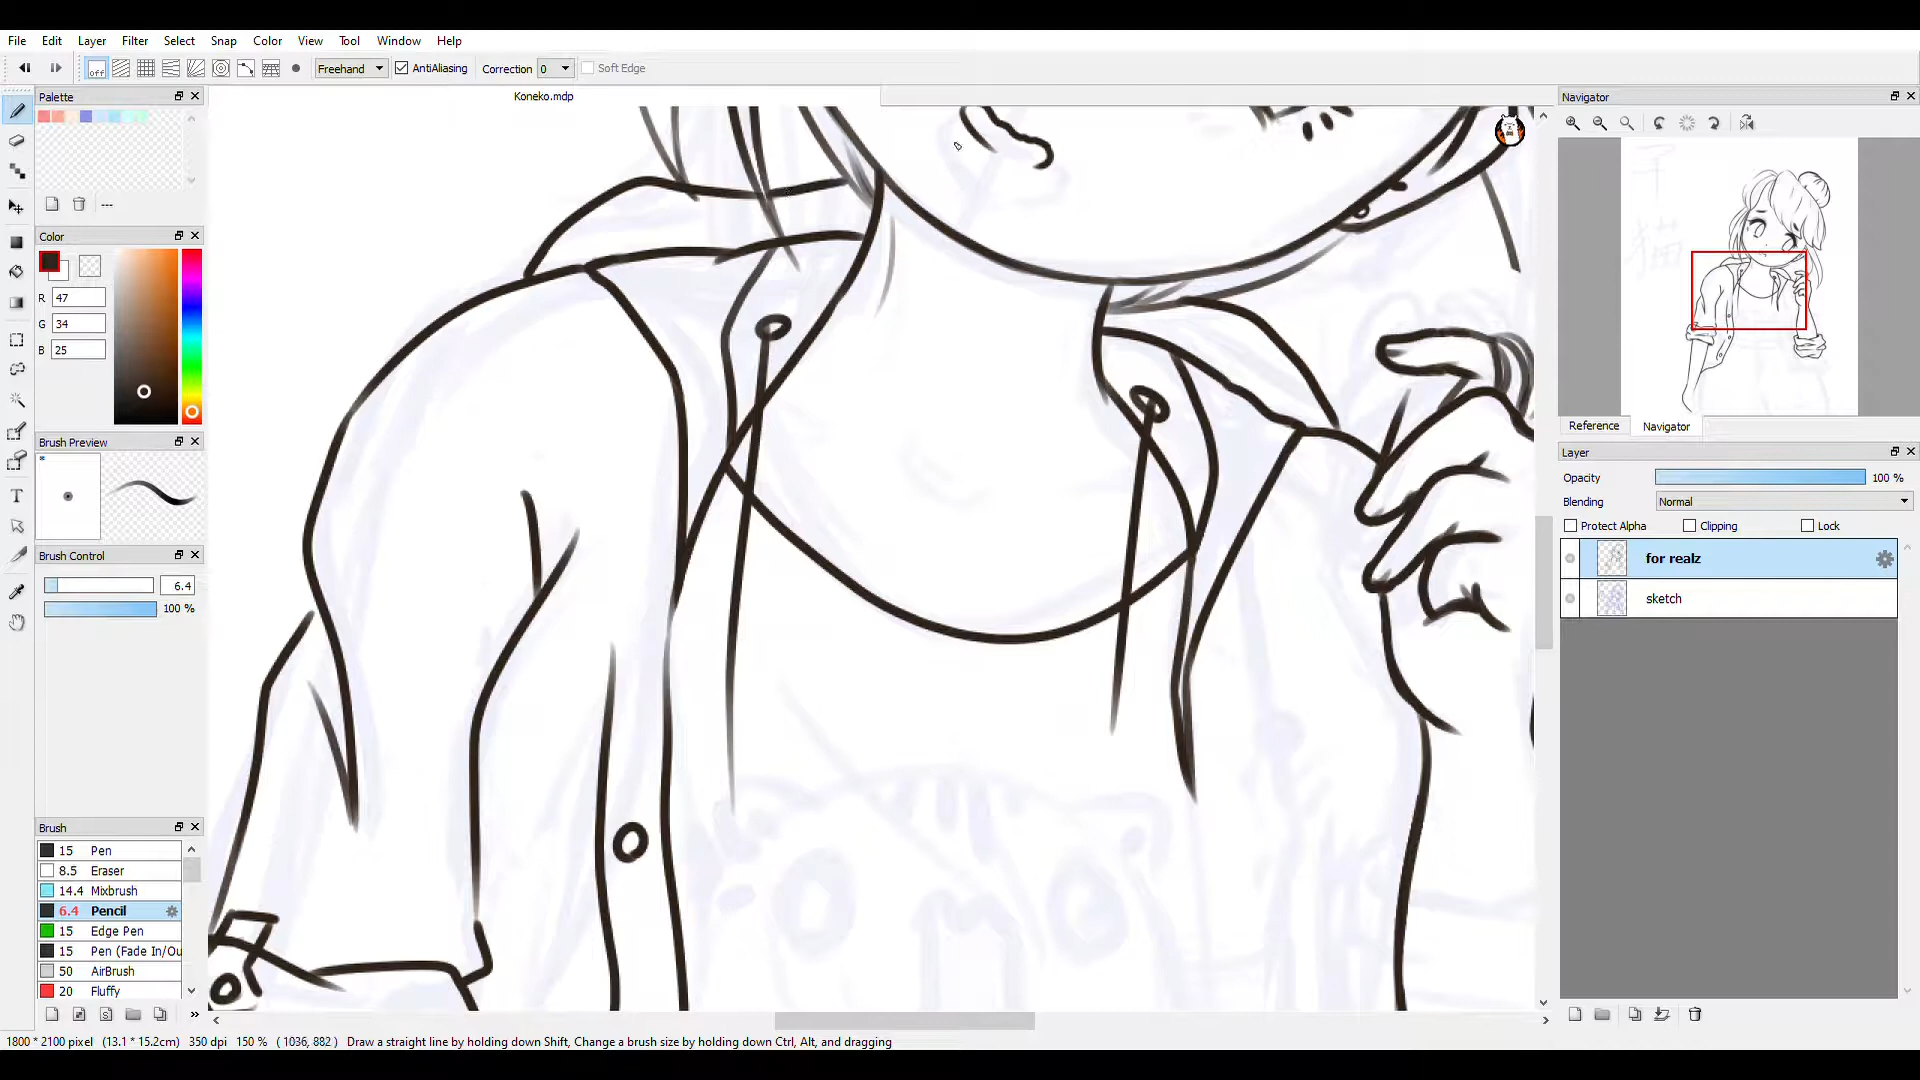 File Edit Layer Filter Select Snap Color View Tool Window Help
off Freehand AntiAliasing Correction 0 Soft Edge
Palette
Koneko.mdp
Navigator
---
Color
R 47
G 34
B 25
Brush Preview
Reference Navigator
Layer
Opacity 100 %
Blending Normal
Protect Alpha Clipping Lock
for realz
sketch
Brush Control
6.4
100 %
Brush
15 Pen
8.5 Eraser
14.4 Mixbrush
6.4 Pencil
15 Edge Pen
15 Pen (Fade In/Ou
50 AirBrush
20 Fluffy
1800 * 2100 pixel (13.1 * 15.2cm) 350 dpi 150 % ( 1036, 882 ) Draw a straight line by holding down Shift, Change a brush size by holding down Ctrl, Alt, and dragging